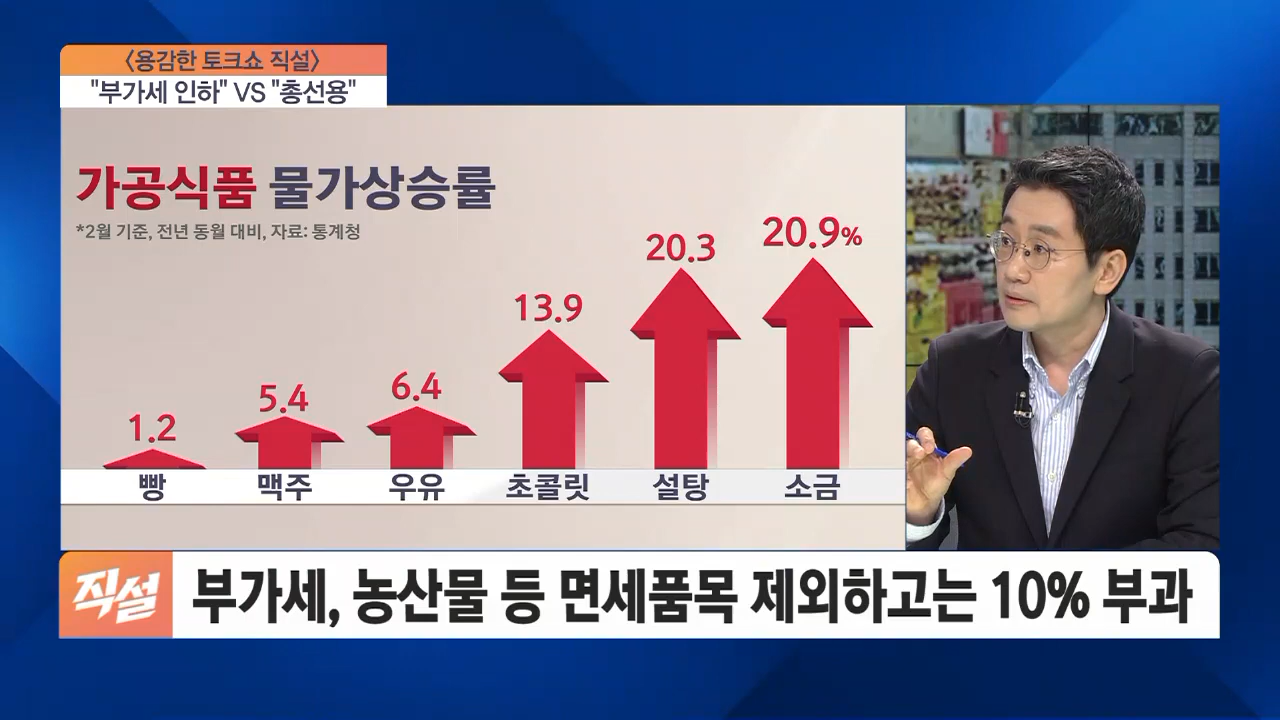 <용감한 토크쇼 직설>
"부가세 인하" VS "총선용"
가공식품 물가상승률
*2월 기준, 전년 동월 대비, 자료: 통계청
1.2
5.4
6.4
13.9
20.3
20.9%
빵
맥주
우유
초콜릿
설탕
소금
직설
부가세, 농산물 등 면세품목 제외하고는 10% 부과